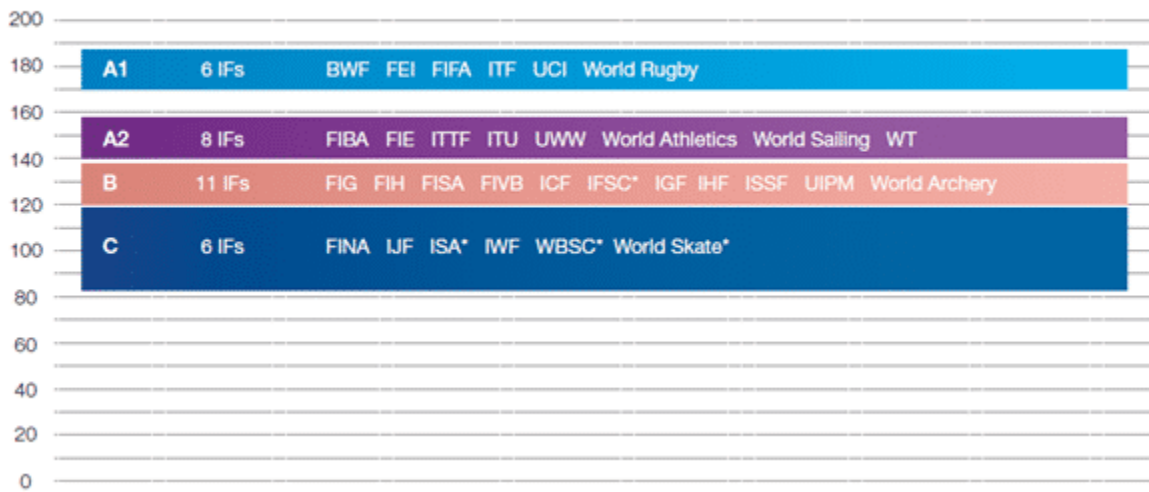 200
180
A1 6 IFs BWF FEI FIFA ITF UCI World Rugby
160
A2 8 IFs FIBA FIE ITTF ITU UWW World Athletics World Sailing WT
140
B 11 IFs FIG FIH FISA FIVB ICF IFSC* IGF IHF ISSF UIPM World Archery
120
100
C 6 IFs FINA IJF ISA* IWF WBSC* World Skate*
80
60
40
20
0